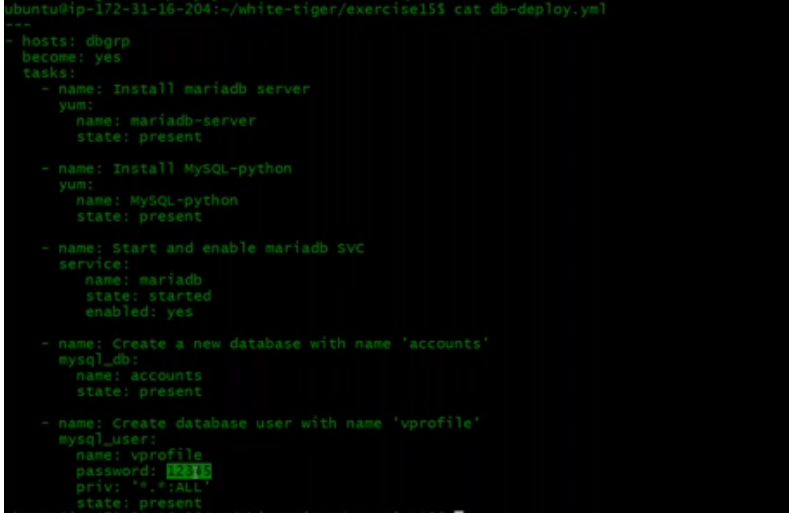 ubuntu@ip-172-31-16-204:~/white-tiger/exercise15$ cat db-deploy.yml
---
- hosts: dbgrp
  become: yes
  tasks:
    - name: Install mariadb server
      yum:
        name: mariadb-server
        state: present

    - name: Install MySQL-python
      yum:
        name: MySQL-python
        state: present

    - name: Start and enable mariadb SVC
      service:
         name: mariadb
         state: started
         enabled: yes

    - name: Create a new database with name 'accounts'
      mysql_db:
        name: accounts
        state: present

    - name: Create database user with name 'vprofile'
      mysql_user:
        name: vprofile
        password: 12345
        priv: '*.*:ALL'
        state: present